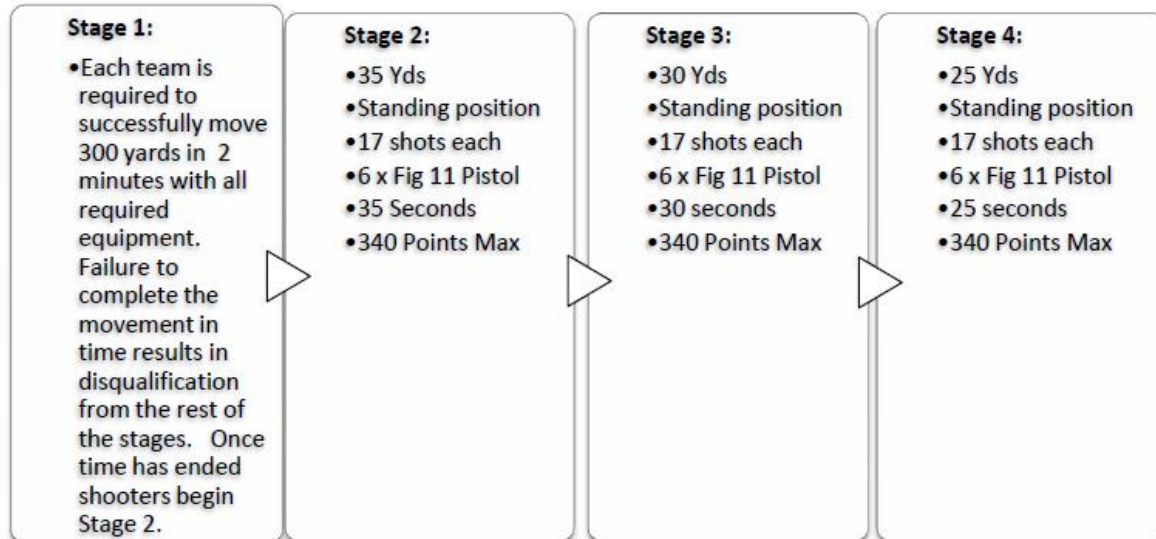 Stage 1:
•Each team is
required to
successfully move
300 yards in 2
minutes with all
required
equipment.
Failure to
complete the
movement in
time results in
disqualification
from the rest of
the stages. Once
time has ended
shooters begin
Stage 2.
Stage 2:
•35 Yds
•Standing position
•17 shots each
•6 x Fig 11 Pistol
•35 Seconds
•340 Points Max
Stage 3:
•30 Yds
•Standing position
•17 shots each
•6 x Fig 11 Pistol
•30 seconds
•340 Points Max
Stage 4:
•25 Yds
•Standing position
•17 shots each
•6 x Fig 11 Pistol
•25 seconds
•340 Points Max